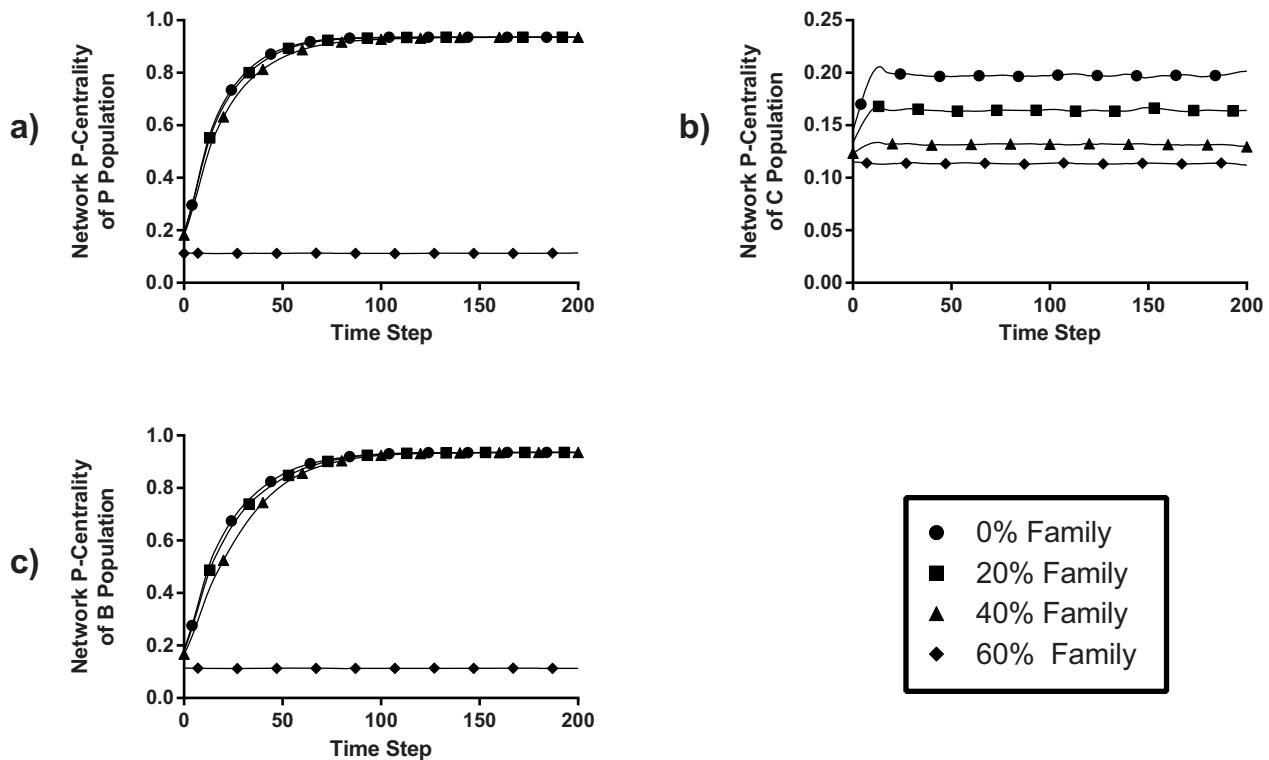 a)
Network P-Centrality
of P Population
1.0
0.8
0.6
0.4
0.2
0.0
0 50 100 150 200
Time Step
b)
Network P-Centrality
of C Population
0.25
0.20
0.15
0.10
0.05
0.00
0 50 100 150 200
Time Step
c)
Network P-Centrality
of B Population
1.0
0.8
0.6
0.4
0.2
0.0
0 50 100 150 200
Time Step
0% Family
20% Family
40% Family
60% Family